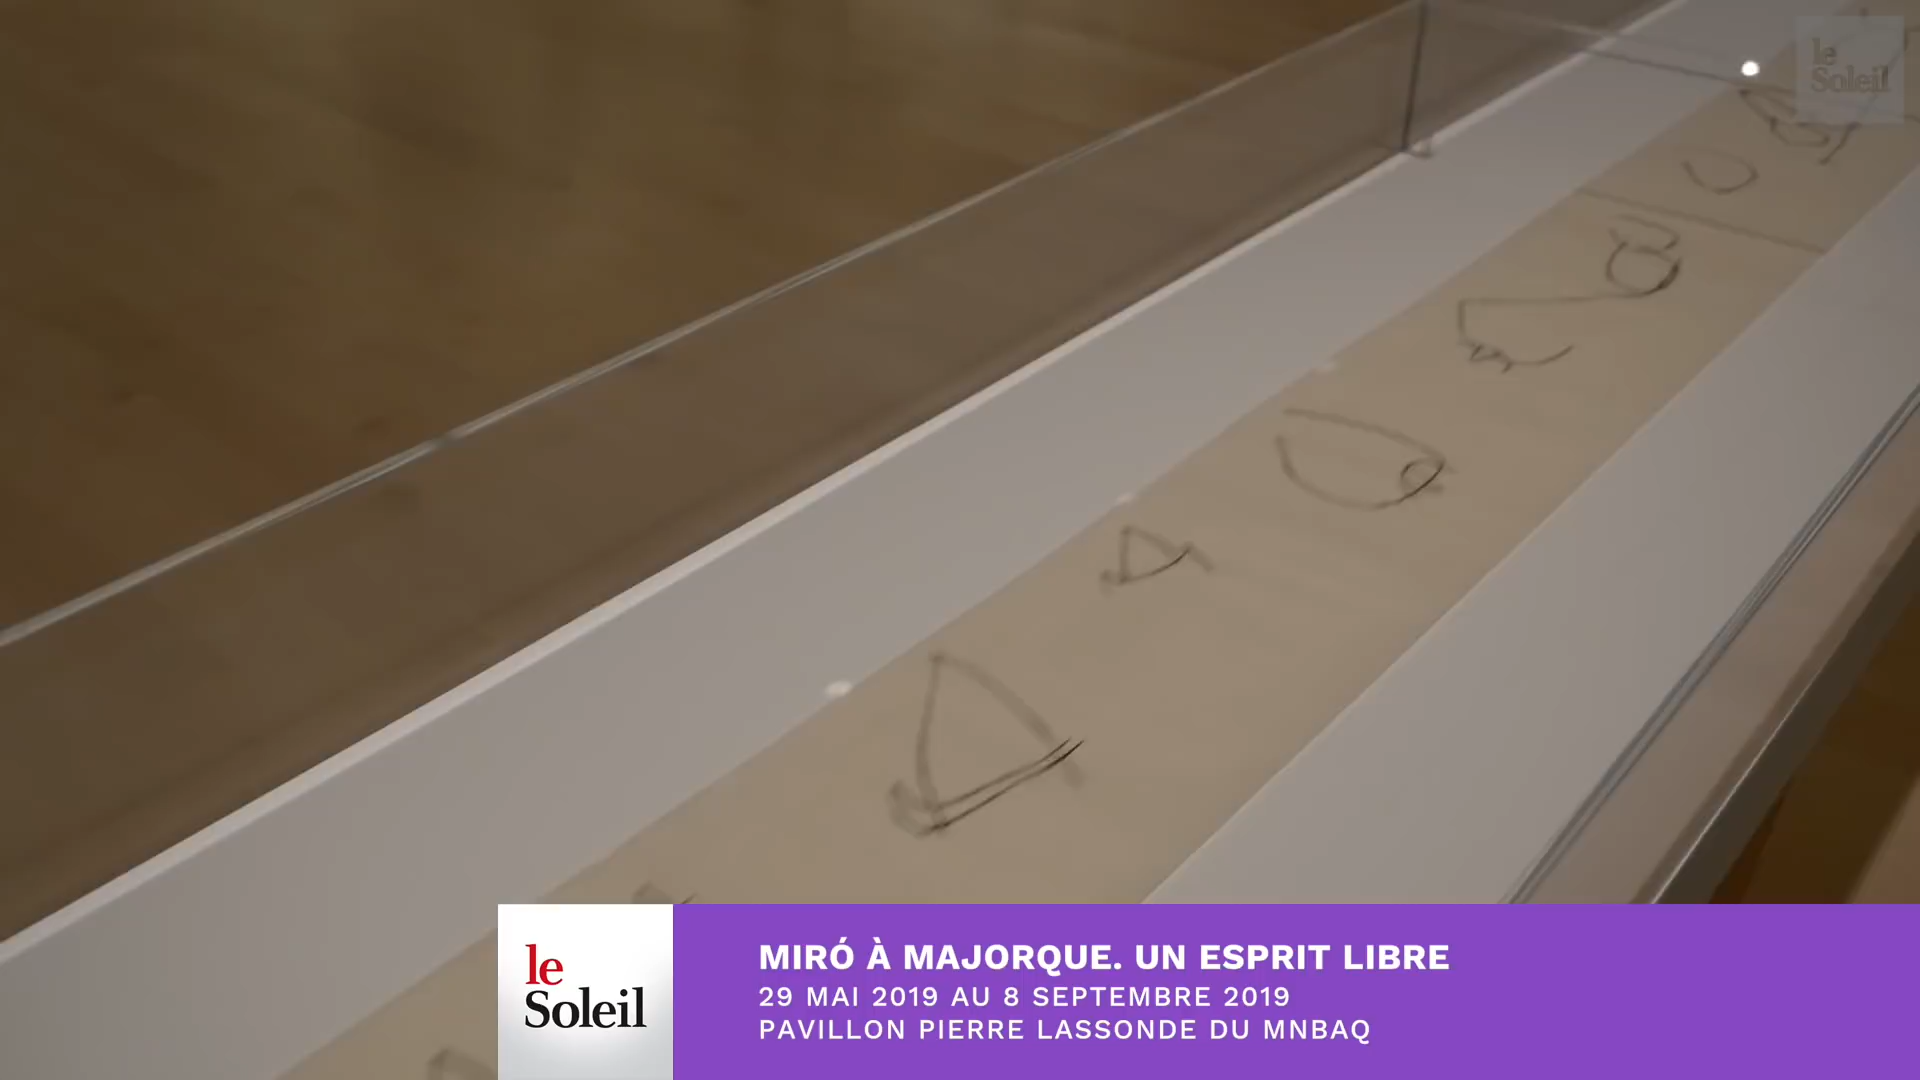 le
Soleil
le
Soleil
MIRÓ À MAJORQUE. UN ESPRIT LIBRE
29 MAI 2019 AU 8 SEPTEMBRE 2019
PAVILLON PIERRE LASSONDE DU MNBAQ